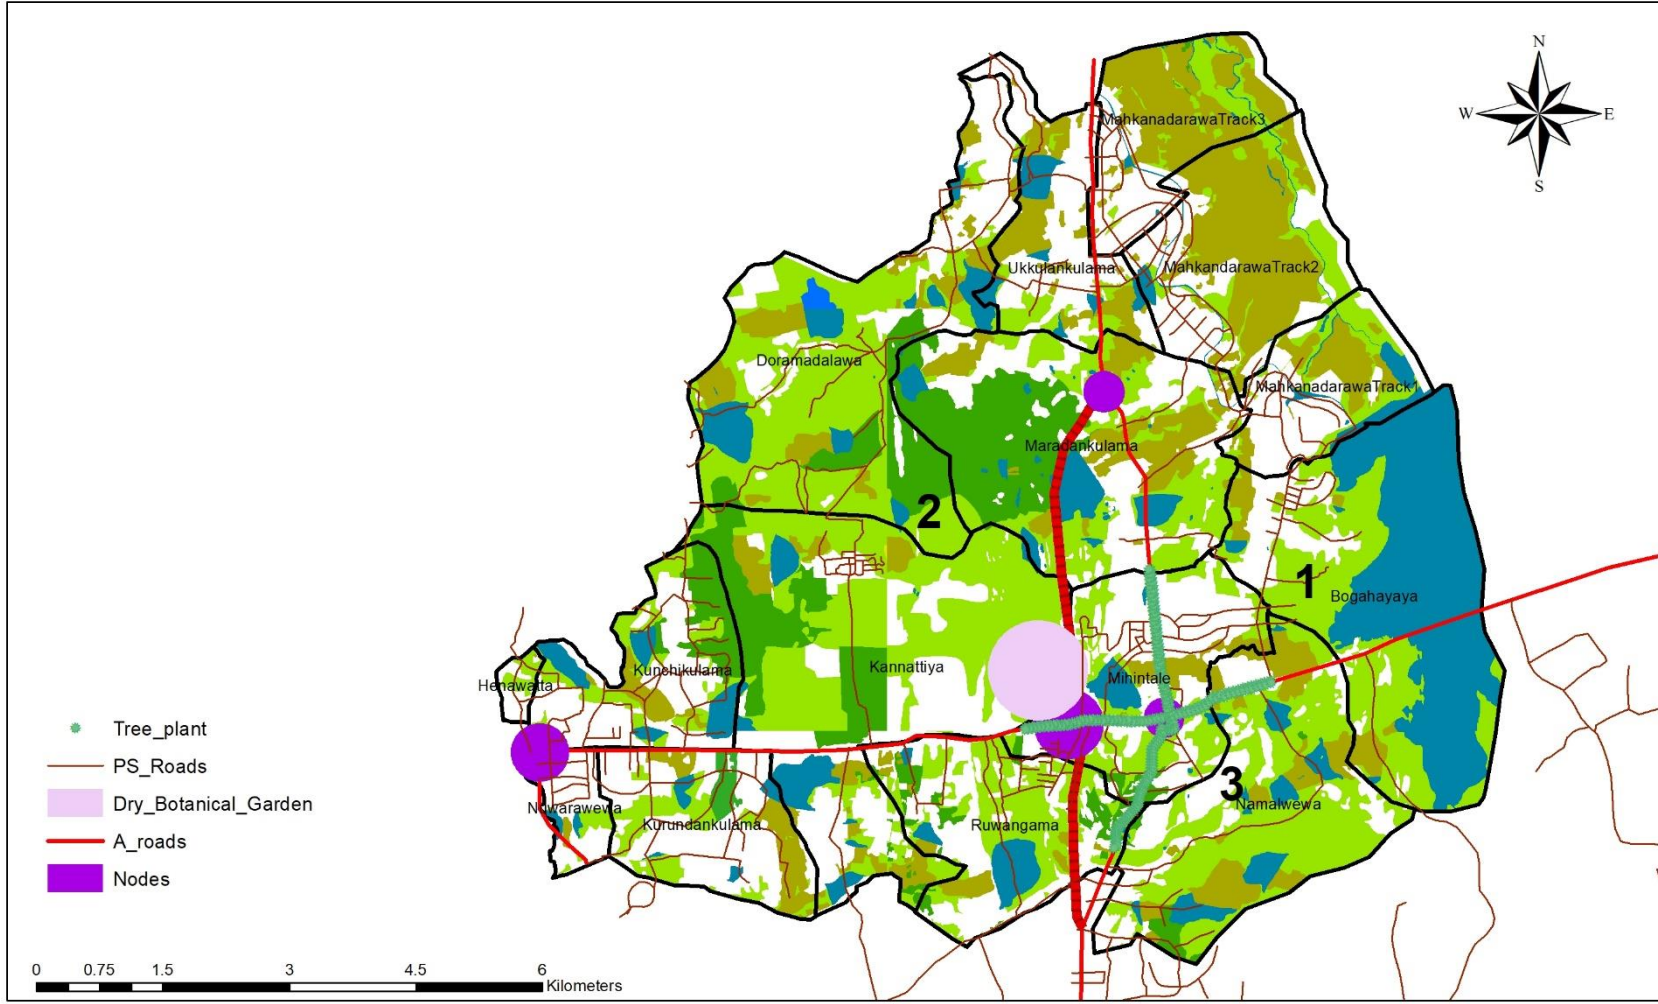 N
W
E
S
MahkanadarawaTrack3
Ukkulankulama
MahkandarawaTrack2
Doramadalawa
MahkanadarawaTrack1
Maradankulama
2
1
Bogahayaya
Kunchikulama
Kannattiya
Mihintale
Henawatta
3
Namalwewa
Nuwarawewa
Kurundankulama
Ruwangama
Tree_plant
PS_Roads
Dry_Botanical_Garden
A_roads
Nodes
0 0.75 1.5 3 4.5 6
Kilometers